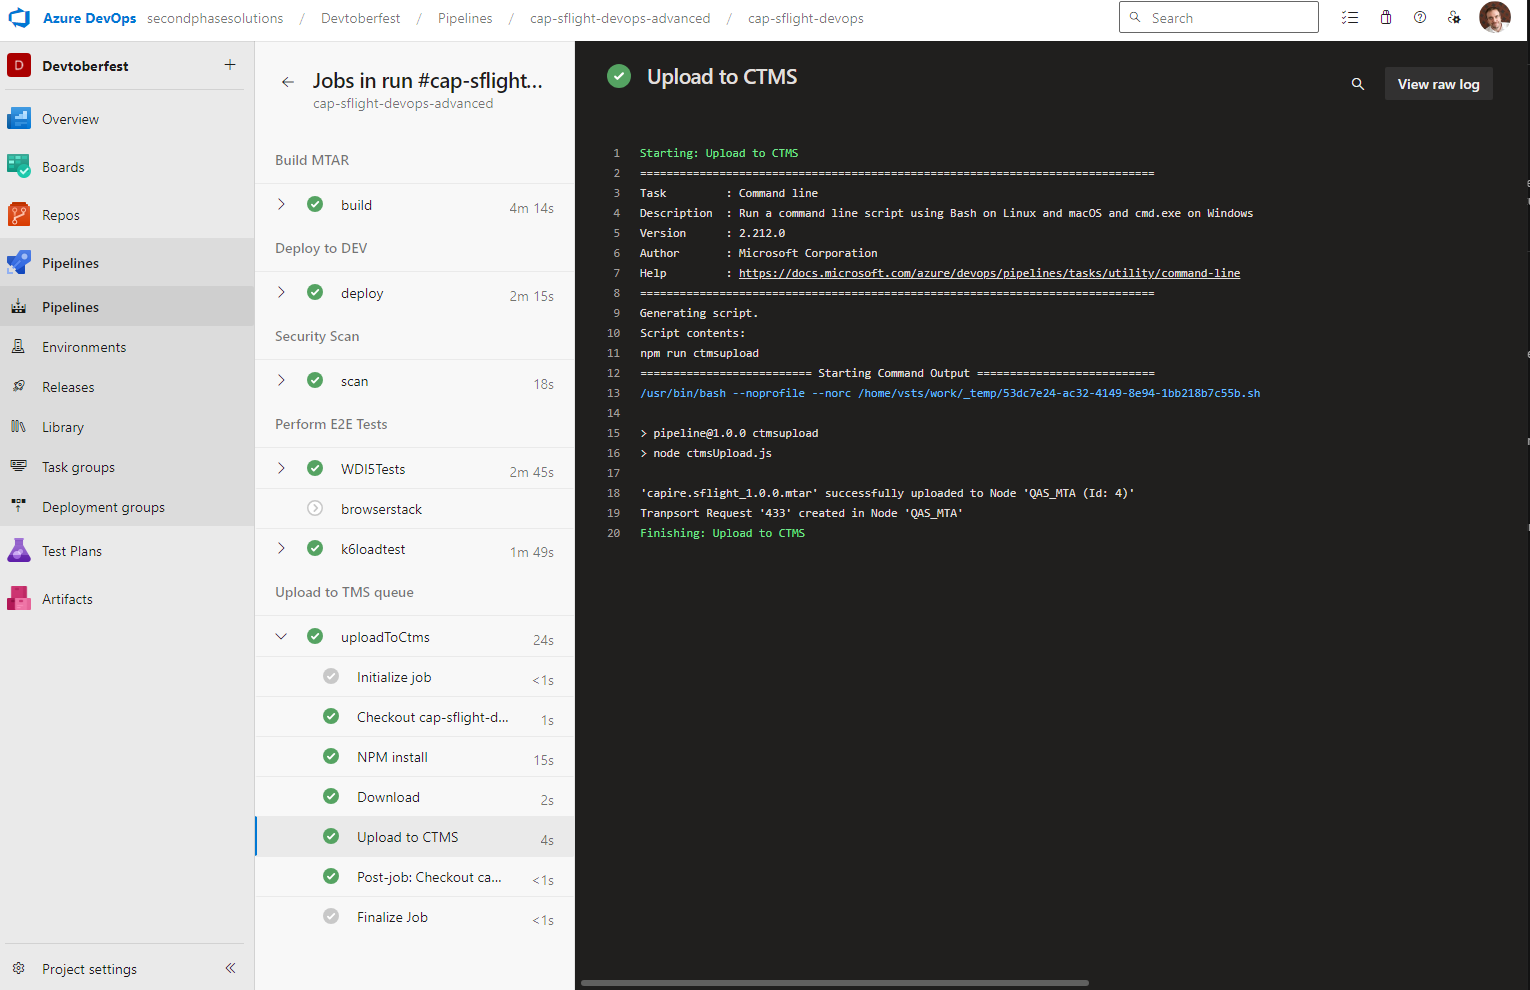 Azure DevOps secondphasesolutions / Devtoberfest / Pipelines / cap-sflight-devops-advanced / cap-sflight-devops
Search
D Devtoberfest +
Overview
Boards
Repos
Pipelines
Pipelines
Environments
Releases
Library
Task groups
Deployment groups
Test Plans
Artifacts
Project settings
Jobs in run #cap-sflight...
cap-sflight-devops-advanced
Build MTAR
build 4m 14s
Deploy to DEV
deploy 2m 15s
Security Scan
scan 18s
Perform E2E Tests
WDI5Tests 2m 45s
browserstack
k6loadtest 1m 49s
Upload to TMS queue
uploadToCtms 24s
Initialize job <1s
Checkout cap-sflight-d... 1s
NPM install 15s
Download 2s
Upload to CTMS 4s
Post-job: Checkout ca... <1s
Finalize Job <1s
Upload to CTMS
View raw log
1 Starting: Upload to CTMS
2 ==============================================================================
3 Task : Command line
4 Description : Run a command line script using Bash on Linux and macOS and cmd.exe on Windows
5 Version : 2.212.0
6 Author : Microsoft Corporation
7 Help : https://docs.microsoft.com/azure/devops/pipelines/tasks/utility/command-line
8 ==============================================================================
9 Generating script.
10 Script contents:
11 npm run ctmsupload
12 ========================== Starting Command Output ===========================
13 /usr/bin/bash --noprofile --norc /home/vsts/work/_temp/53dc7e24-ac32-4149-8e94-1bb218b7c55b.sh
14
15 > pipeline@1.0.0 ctmsupload
16 > node ctmsUpload.js
17
18 'capire.sflight_1.0.0.mtar' successfully uploaded to Node 'QAS_MTA (Id: 4)'
19 Tranpsort Request '433' created in Node 'QAS_MTA'
20 Finishing: Upload to CTMS